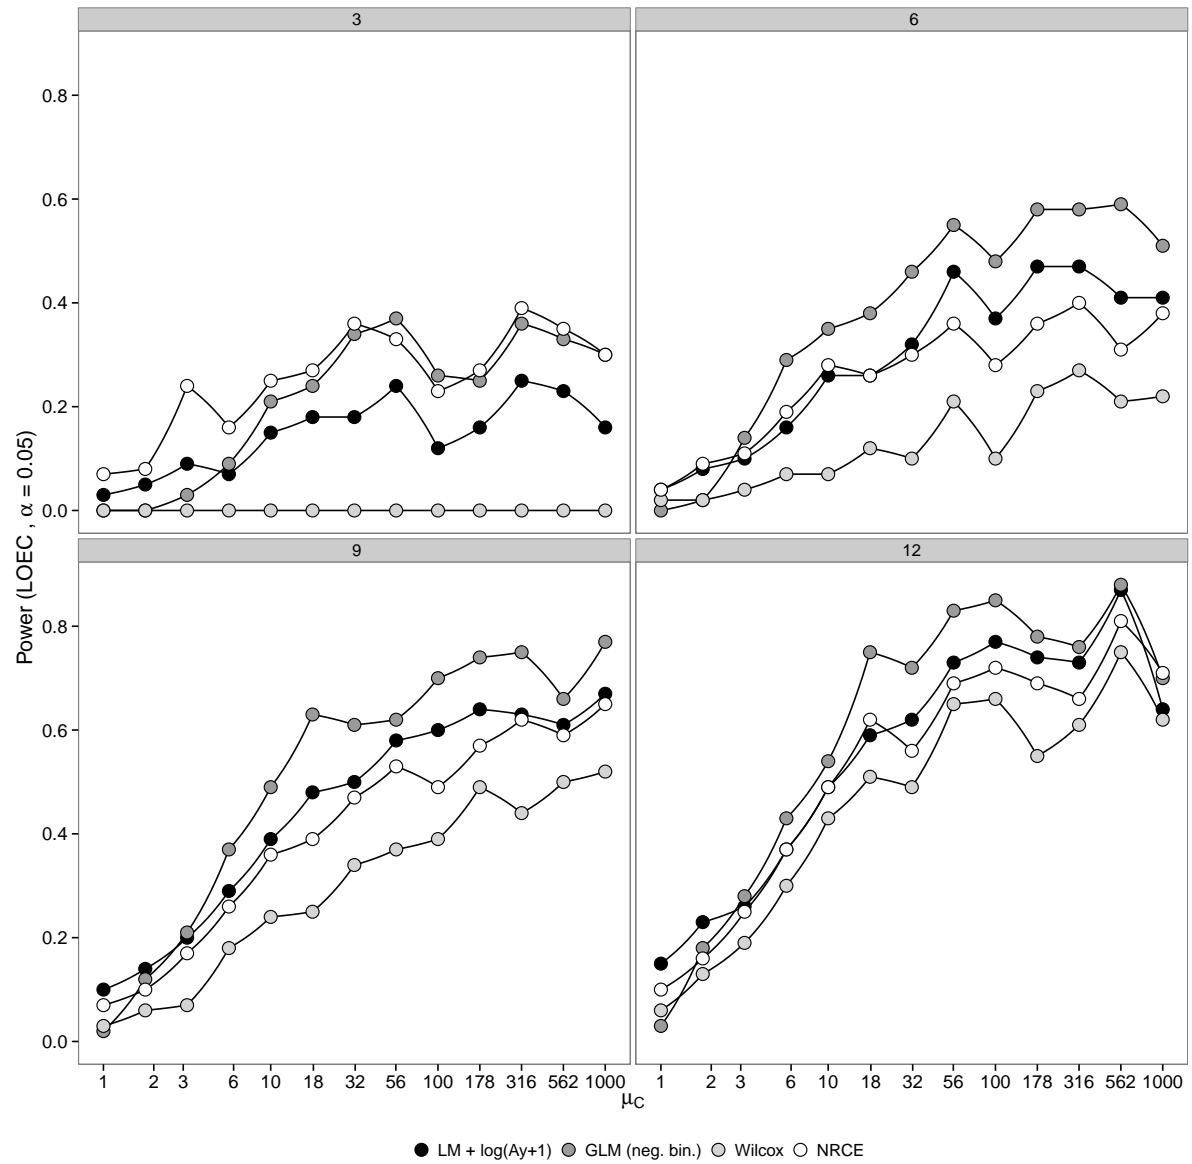 3
6
0.8
0.6
0.4
0.2
0.0
9
12
0.8
0.6
0.4
0.2
0.0
Power (LOEC , α = 0.05)
1 2 3 6 10 18 32 56 100 178 316 562 1000
1 2 3 6 10 18 32 56 100 178 316 562 1000
μC
LM + log(Ay+1) GLM (neg. bin.) Wilcox NRCE